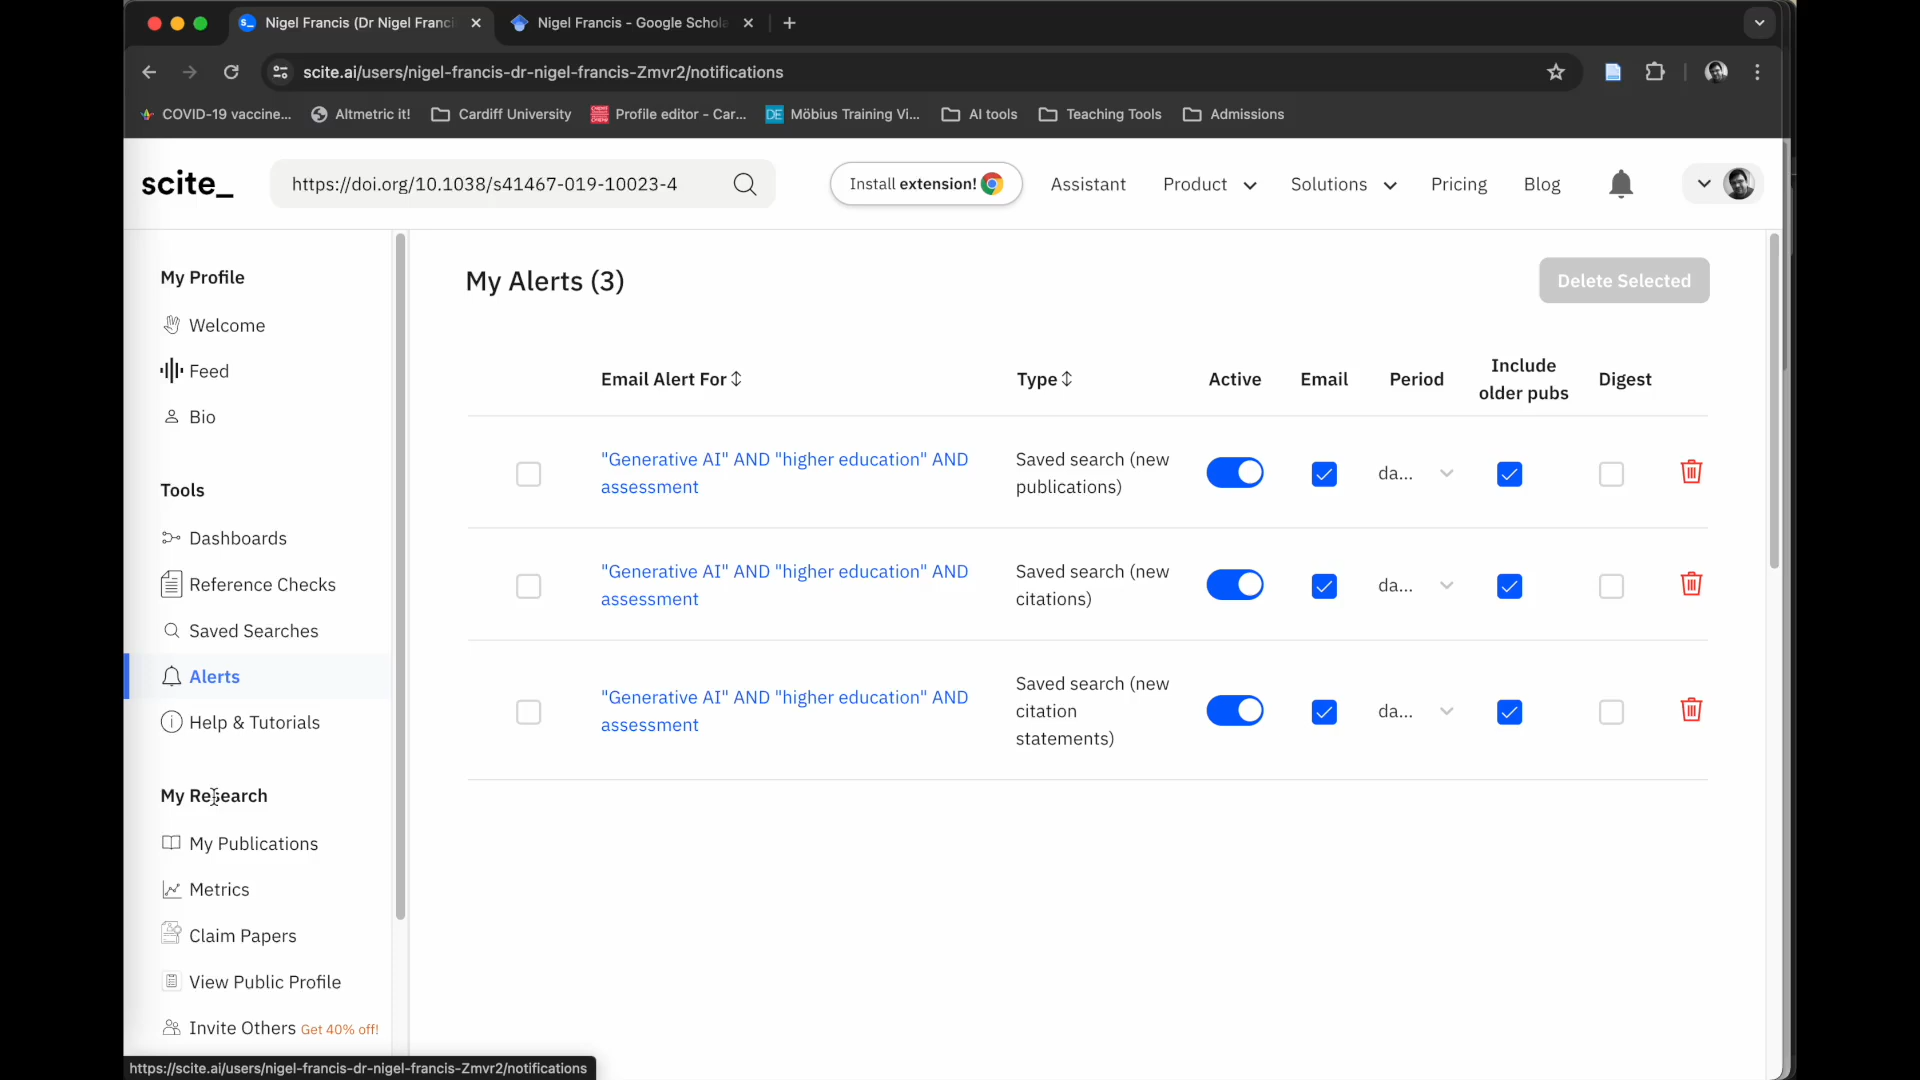 Nigel Francis (Dr Nigel Franci
Nigel Francis - Google Schola
scite.ai/users/nigel-francis-dr-nigel-francis-Zmvr2/notifications
COVID-19 vaccine...
Altmetric it!
Cardiff University
Profile editor - Car...
DE
Möbius Training Vi...
AI tools
Teaching Tools
Admissions
scite_
https://doi.org/10.1038/s41467-019-10023-4
Install extension!
Assistant
Product
Solutions
Pricing
Blog
My Profile
Welcome
Feed
Bio
Tools
Dashboards
Reference Checks
Saved Searches
Alerts
Help & Tutorials
My Research
My Publications
Metrics
Claim Papers
View Public Profile
Invite Others Get 40% off!
My Alerts (3)
Delete Selected
Email Alert For
Type
Active
Email
Period
Include
older pubs
Digest
"Generative AI" AND "higher education" AND
assessment
Saved search (new
publications)
da...
"Generative AI" AND "higher education" AND
assessment
Saved search (new
citations)
da...
"Generative AI" AND "higher education" AND
assessment
Saved search (new
citation
statements)
da...
https://scite.ai/users/nigel-francis-dr-nigel-francis-Zmvr2/notifications